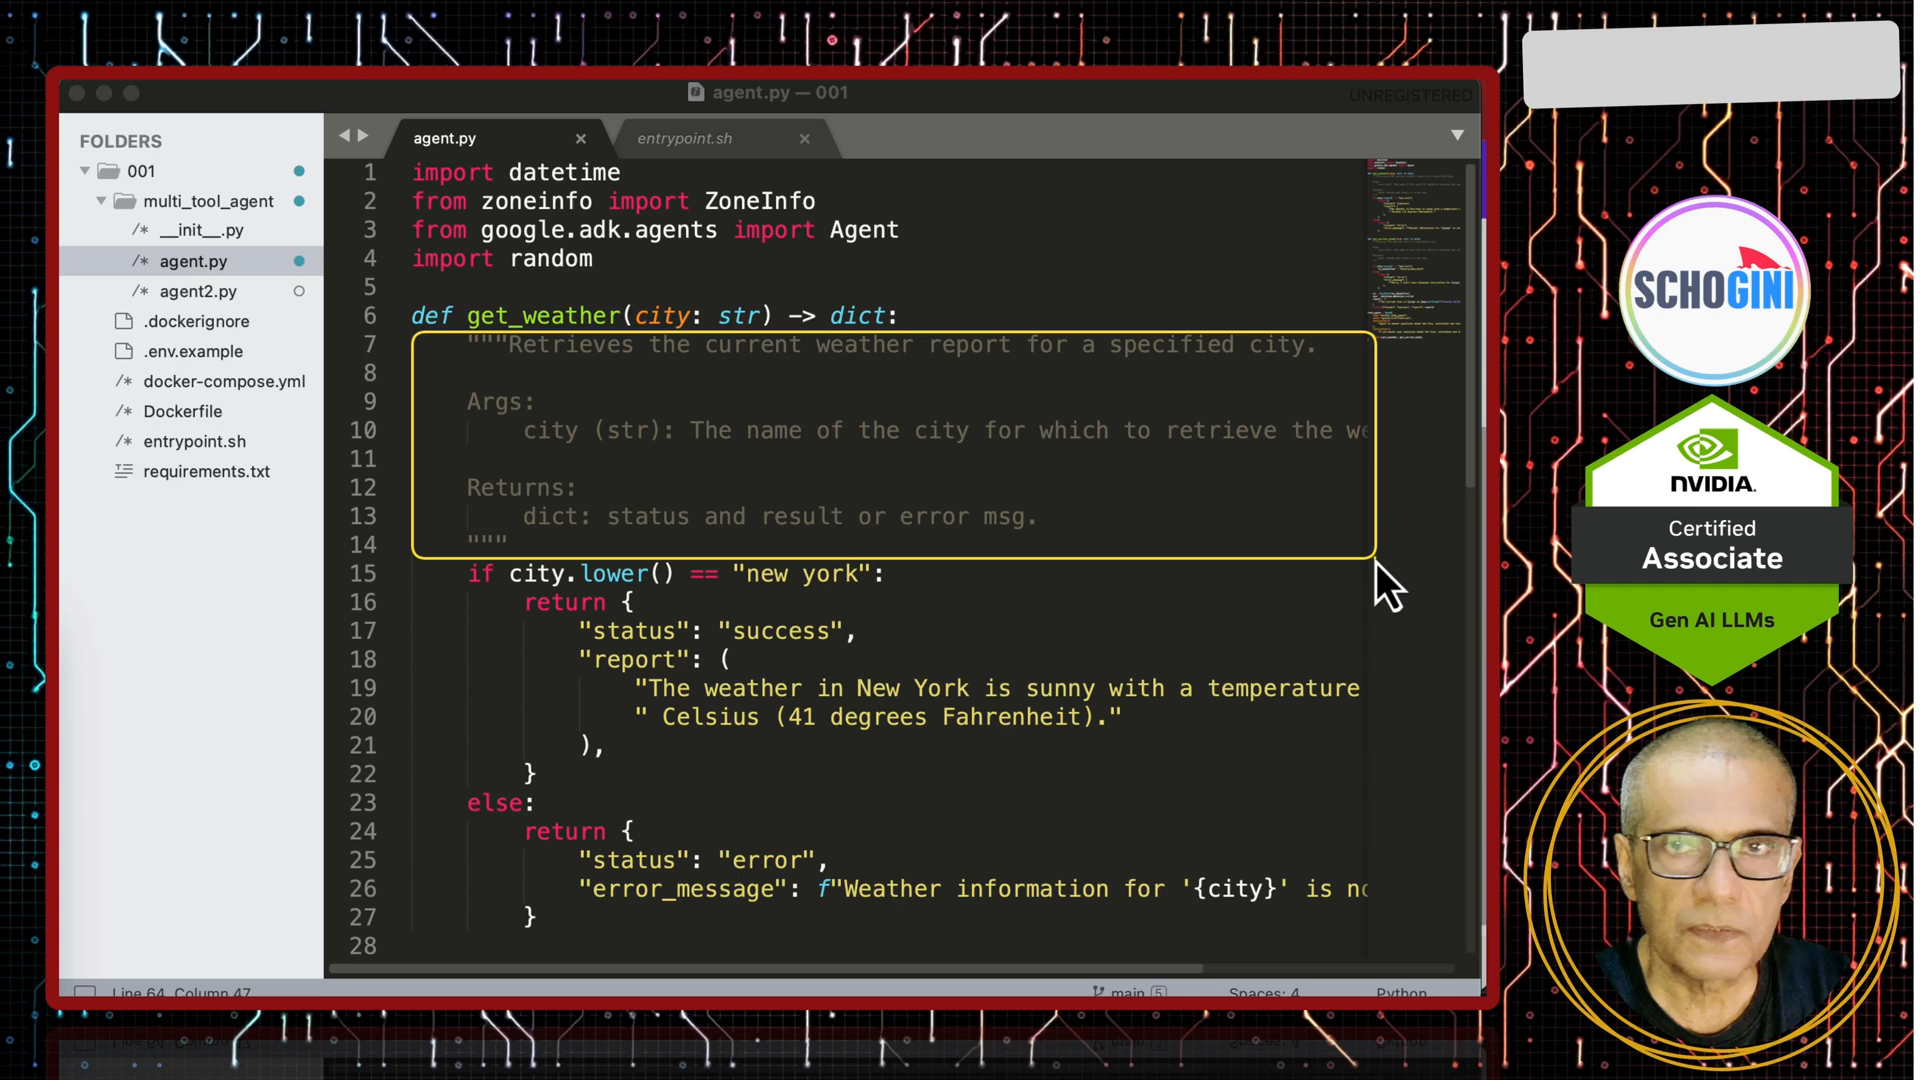 agent.py — 001
UNREGISTERED
FOLDERS
001
multi_tool_agent
/* __init__.py
/* agent.py
/* agent2.py
.dockerignore
.env.example
/* docker-compose.yml
/* Dockerfile
/* entrypoint.sh
requirements.txt
agent.py ×
entrypoint.sh ×
1 import datetime
2 from zoneinfo import ZoneInfo
3 from google.adk.agents import Agent
4 import random
5
6 def get_weather(city: str) -> dict:
7 """Retrieves the current weather report for a specified city.
8
9 Args:
10 city (str): The name of the city for which to retrieve the we
11
12 Returns:
13 dict: status and result or error msg.
14 """
15 if city.lower() == "new york":
16 return {
17 "status": "success",
18 "report": (
19 "The weather in New York is sunny with a temperature
20 " Celsius (41 degrees Fahrenheit)."
21 ),
22 }
23 else:
24 return {
25 "status": "error",
26 "error_message": f"Weather information for '{city}' is no
27 }
28
Line 64, Column 47
main 5
Spaces: 4
Python
SCHOGINI
NVIDIA.
Certified
Associate
Gen AI LLMs